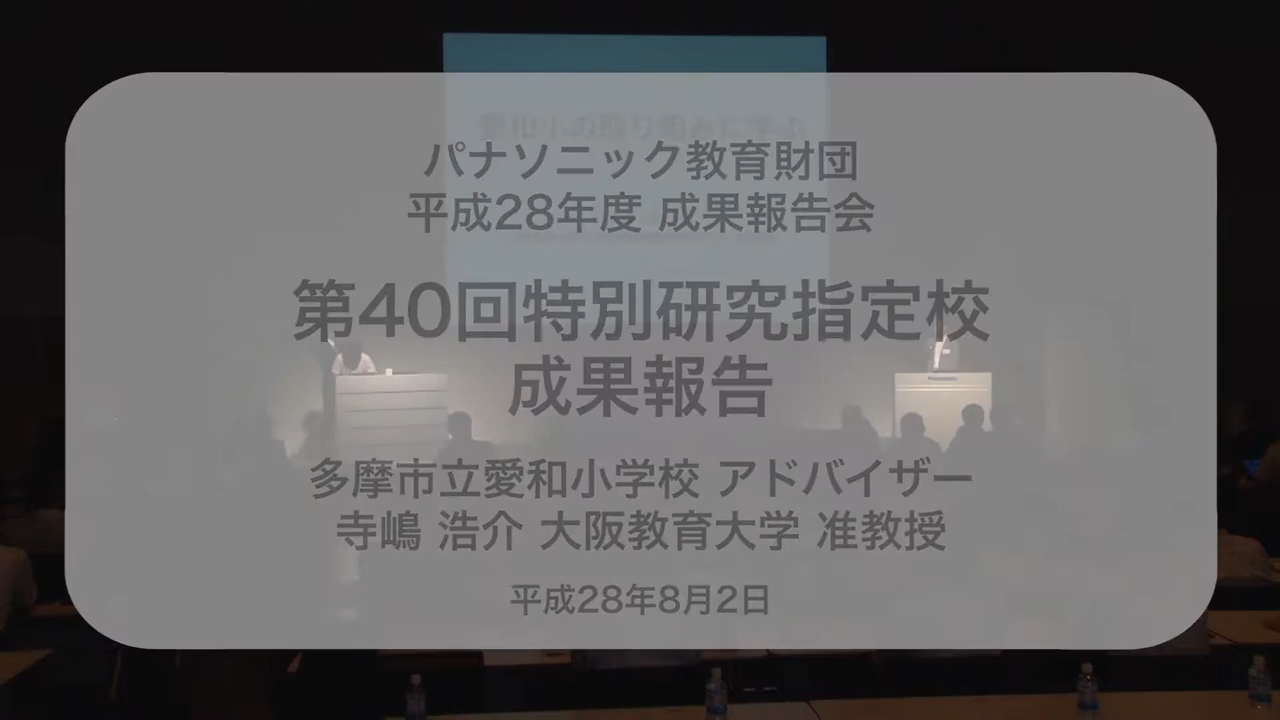 パナソニック教育財団
平成28年度 成果報告会
第40回特別研究指定校
成果報告
多摩市立愛和小学校 アドバイザー
寺嶋 浩介 大阪教育大学 准教授
平成28年8月2日